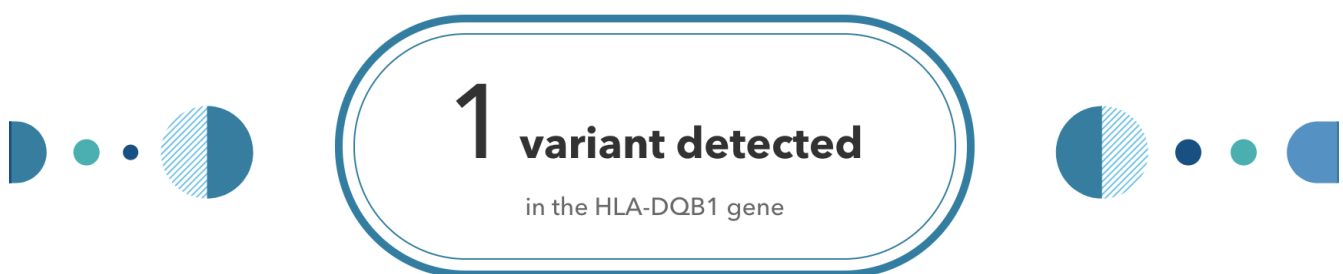 1 variant detected
in the HLA-DQB1 gene